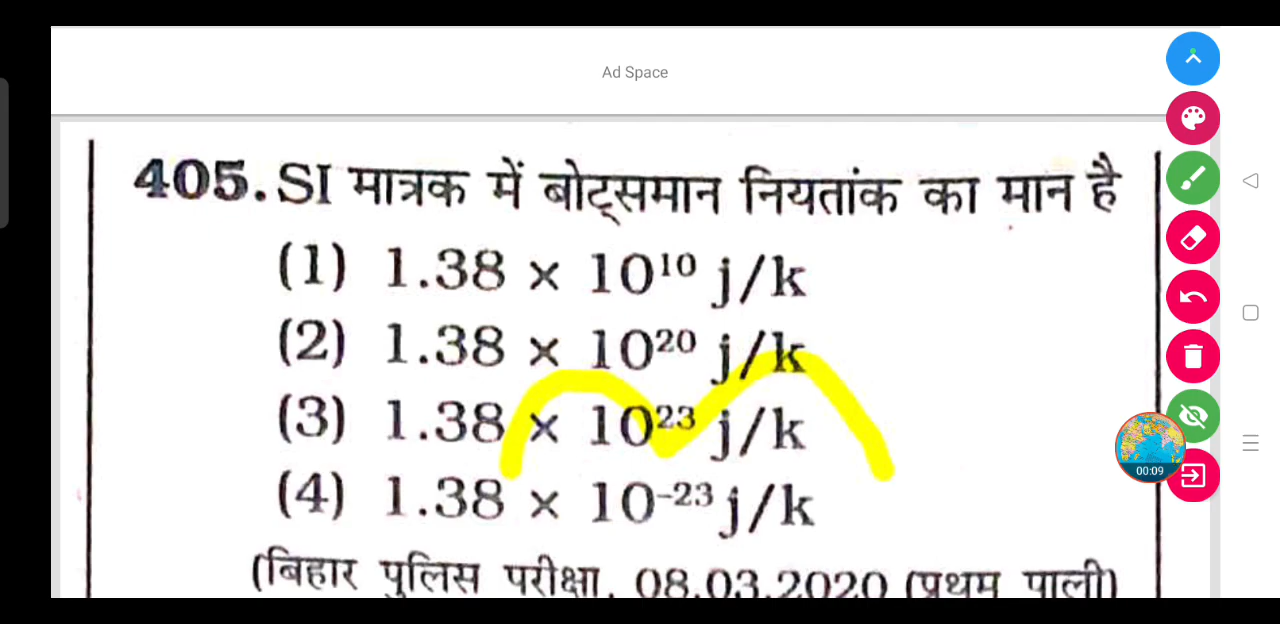 Ad Space
405. SI मात्रक में बोट्समान नियतांक का मान है
(1) 1.38 × 10¹⁰ j/k
(2) 1.38 × 10²⁰ j/k
(3) 1.38 × 10²³ j/k
(4) 1.38 × 10⁻²³ j/k
(बिहार पुलिस परीक्षा, 08.03.2020 (प्रथम पाली)
00:09